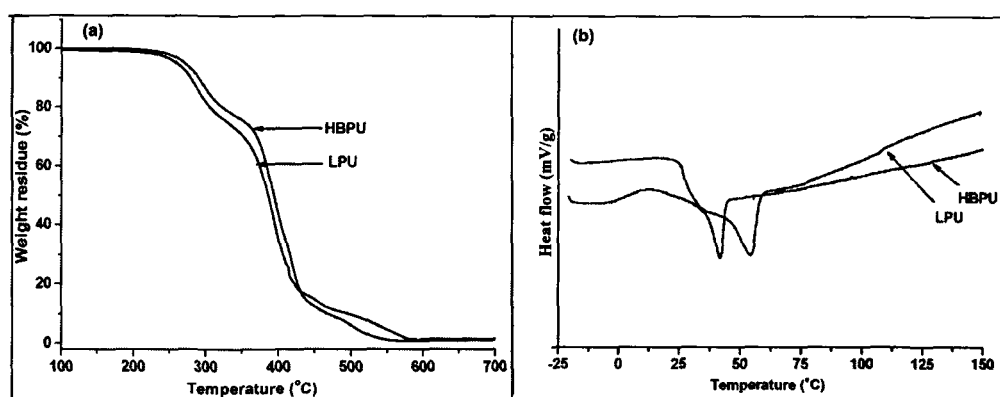 (a)
100
80
60
40
20
0
Weight residue (%)
HBPU
LPU
100 200 300 400 500 600 700
Temperature (°C)
(b)
Heat flow (mV/g)
HBPU
LPU
-25 0 25 50 75 100 125 150
Temperature (°C)